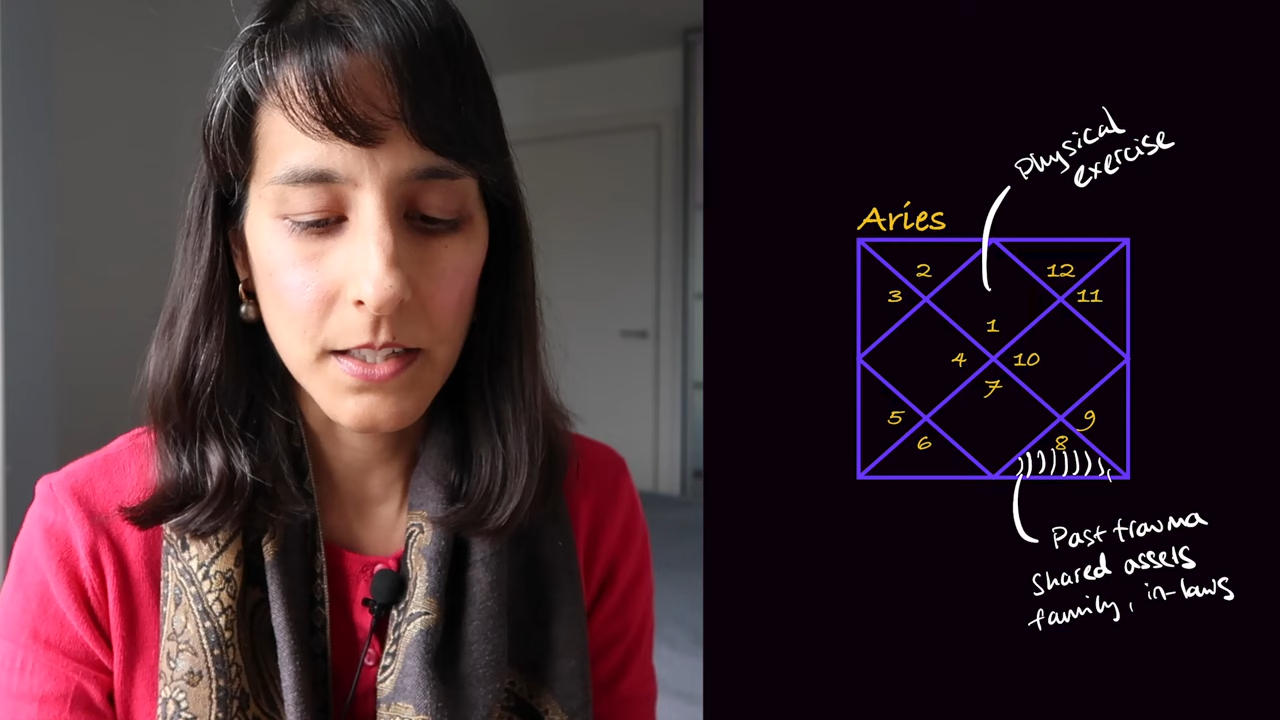 Physical
exercise
Aries
2
12
3
11
1
4
10
7
5
9
6
8
Past trauma
Shared assets
family, in-laws